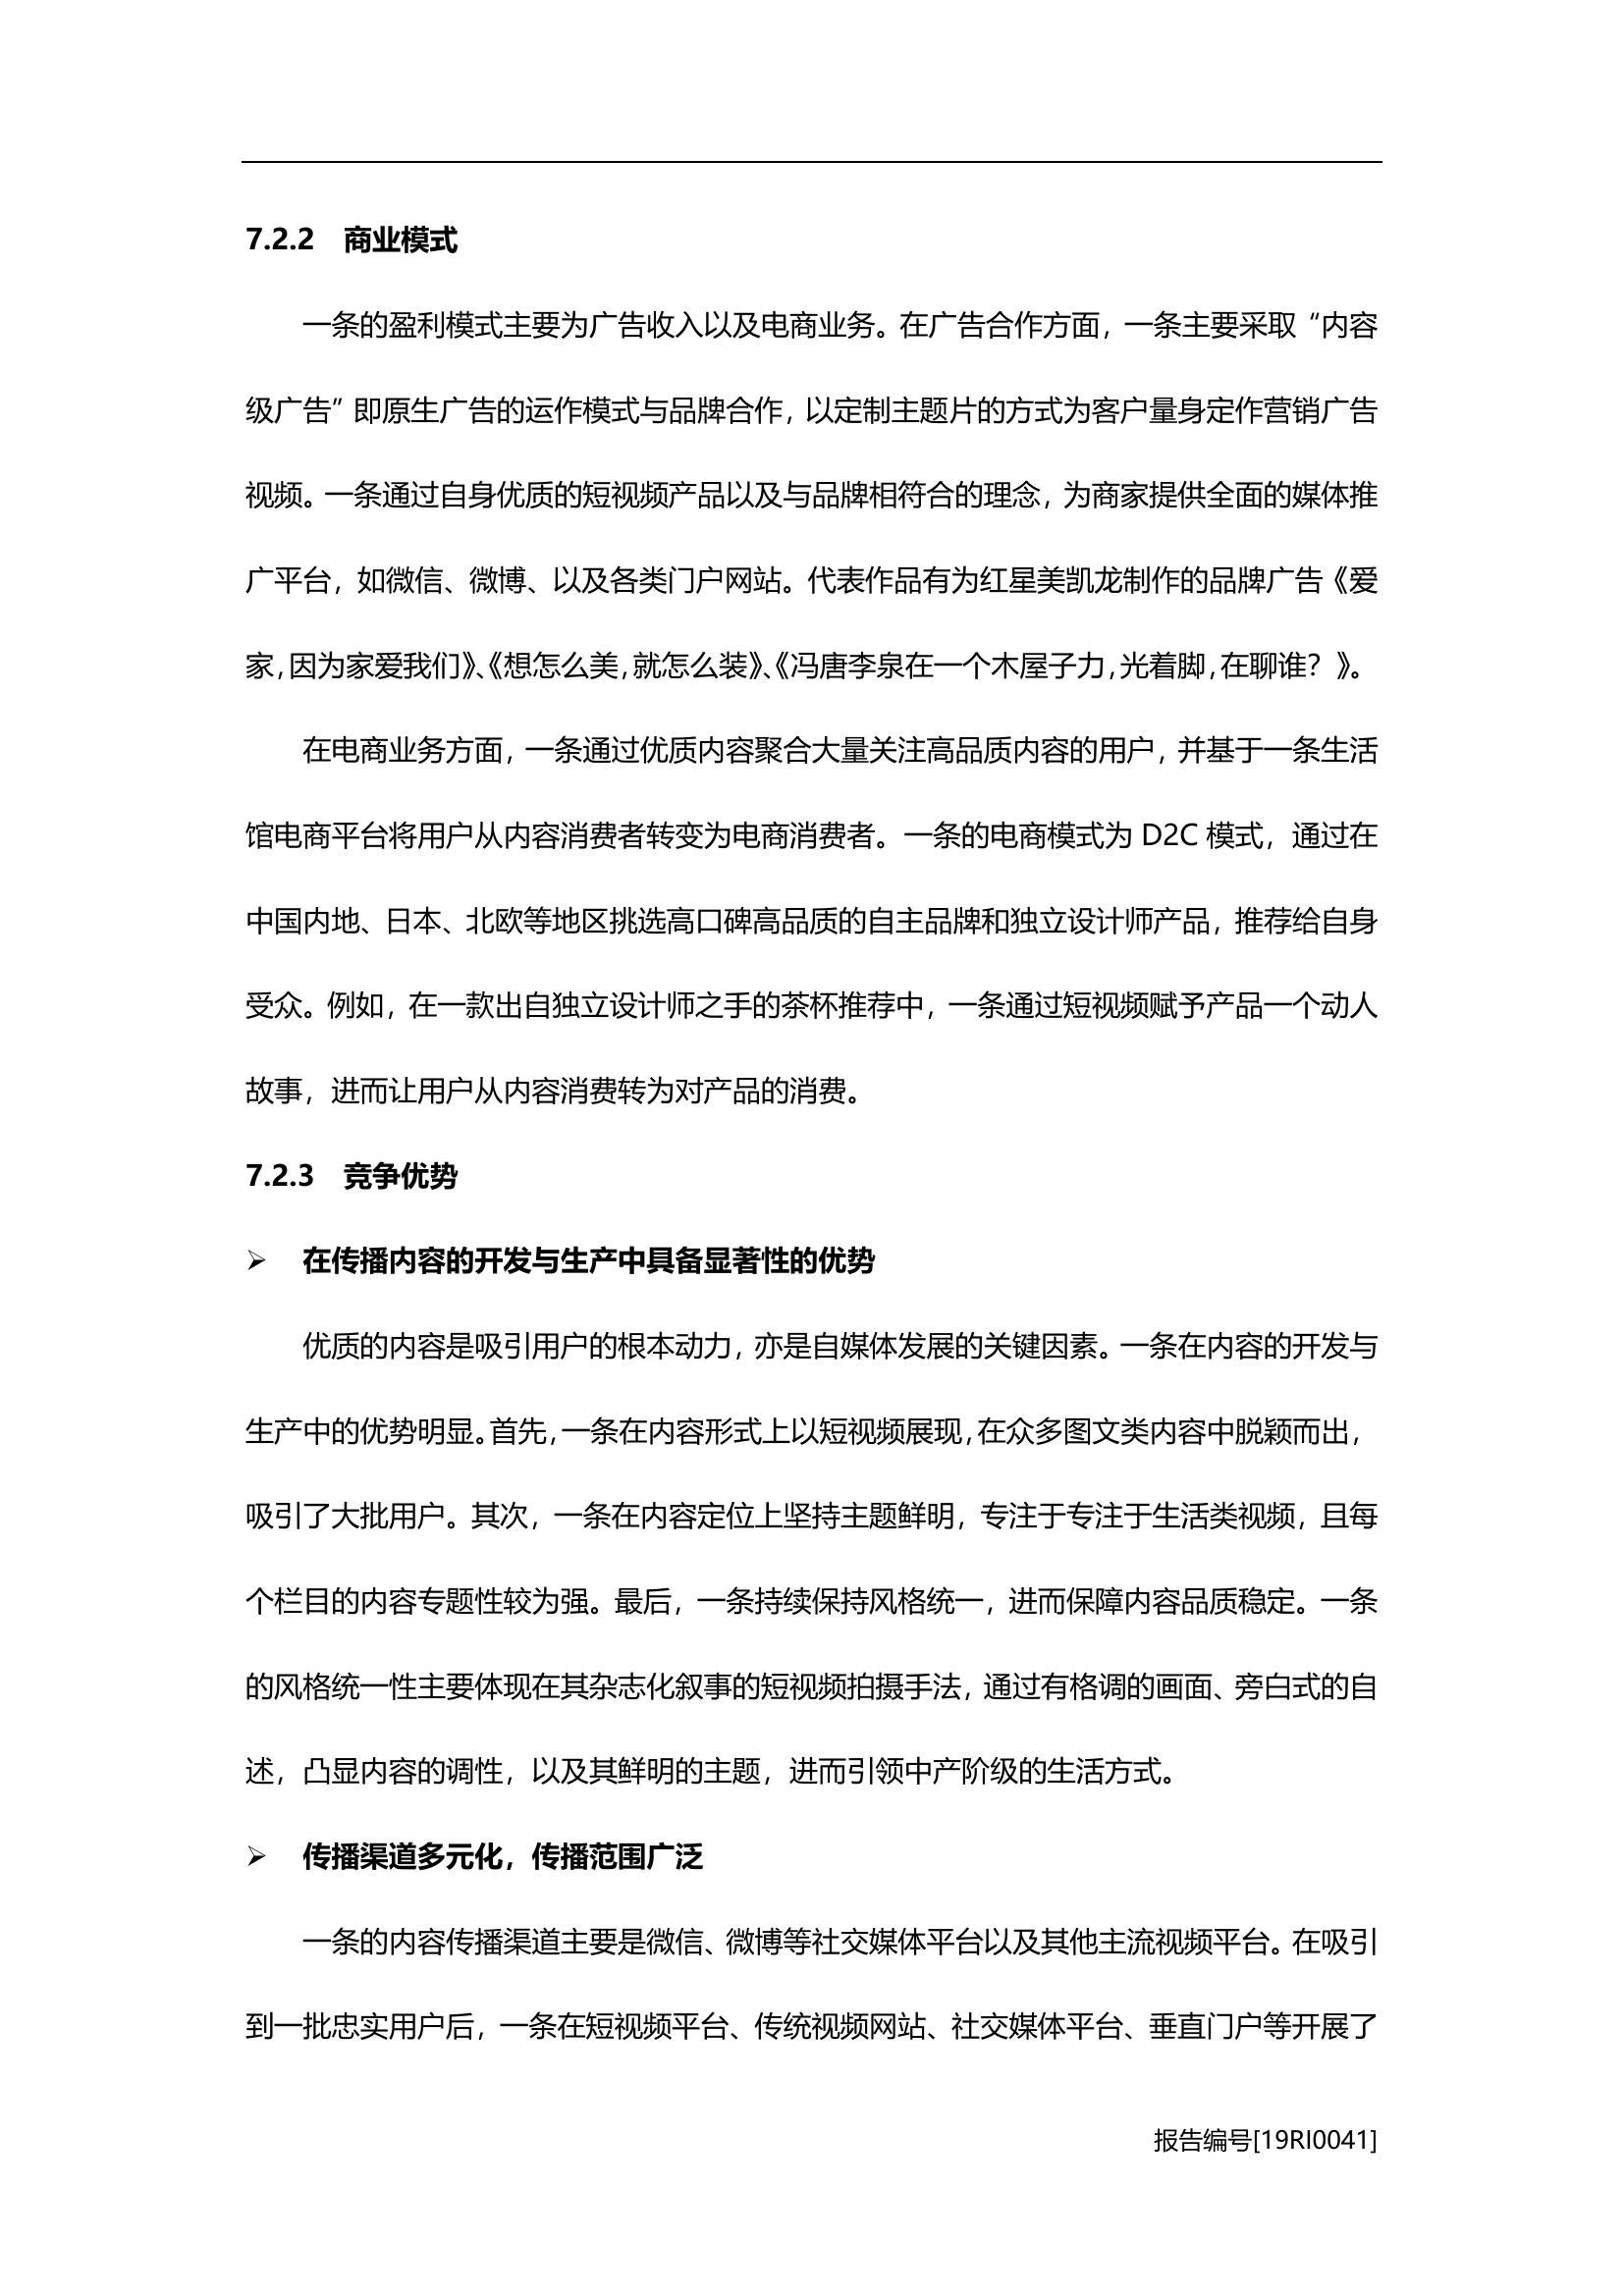 7.2.2 商业模式
一条的盈利模式主要为广告收入以及电商业务。在广告合作方面，一条主要采取“内容
级广告”即原生广告的运作模式与品牌合作，以定制主题片的方式为客户量身定作营销广告
视频。一条通过自身优质的短视频产品以及与品牌相符合的理念，为商家提供全面的媒体推
广平台，如微信、微博、以及各类门户网站。代表作品有为红星美凯龙制作的品牌广告《爱
家，因为家爱我们》、《想怎么美，就怎么装》、《冯唐李泉在一个木屋子力，光着脚，在聊谁？》。
在电商业务方面，一条通过优质内容聚合大量关注高品质内容的用户，并基于一条生活
馆电商平台将用户从内容消费者转变为电商消费者。一条的电商模式为 D2C 模式，通过在
中国内地、日本、北欧等地区挑选高口碑高品质的自主品牌和独立设计师产品，推荐给自身
受众。例如，在一款出自独立设计师之手的茶杯推荐中，一条通过短视频赋予产品一个动人
故事，进而让用户从内容消费转为对产品的消费。
7.2.3 竞争优势
➢ 在传播内容的开发与生产中具备显著性的优势
优质的内容是吸引用户的根本动力，亦是自媒体发展的关键因素。一条在内容的开发与
生产中的优势明显。首先，一条在内容形式上以短视频展现，在众多图文类内容中脱颖而出，
吸引了大批用户。其次，一条在内容定位上坚持主题鲜明，专注于专注于生活类视频，且每
个栏目的内容专题性较为强。最后，一条持续保持风格统一，进而保障内容品质稳定。一条
的风格统一性主要体现在其杂志化叙事的短视频拍摄手法，通过有格调的画面、旁白式的自
述，凸显内容的调性，以及其鲜明的主题，进而引领中产阶级的生活方式。
➢ 传播渠道多元化，传播范围广泛
一条的内容传播渠道主要是微信、微博等社交媒体平台以及其他主流视频平台。在吸引
到一批忠实用户后，一条在短视频平台、传统视频网站、社交媒体平台、垂直门户等开展了
报告编号[19RI0041]